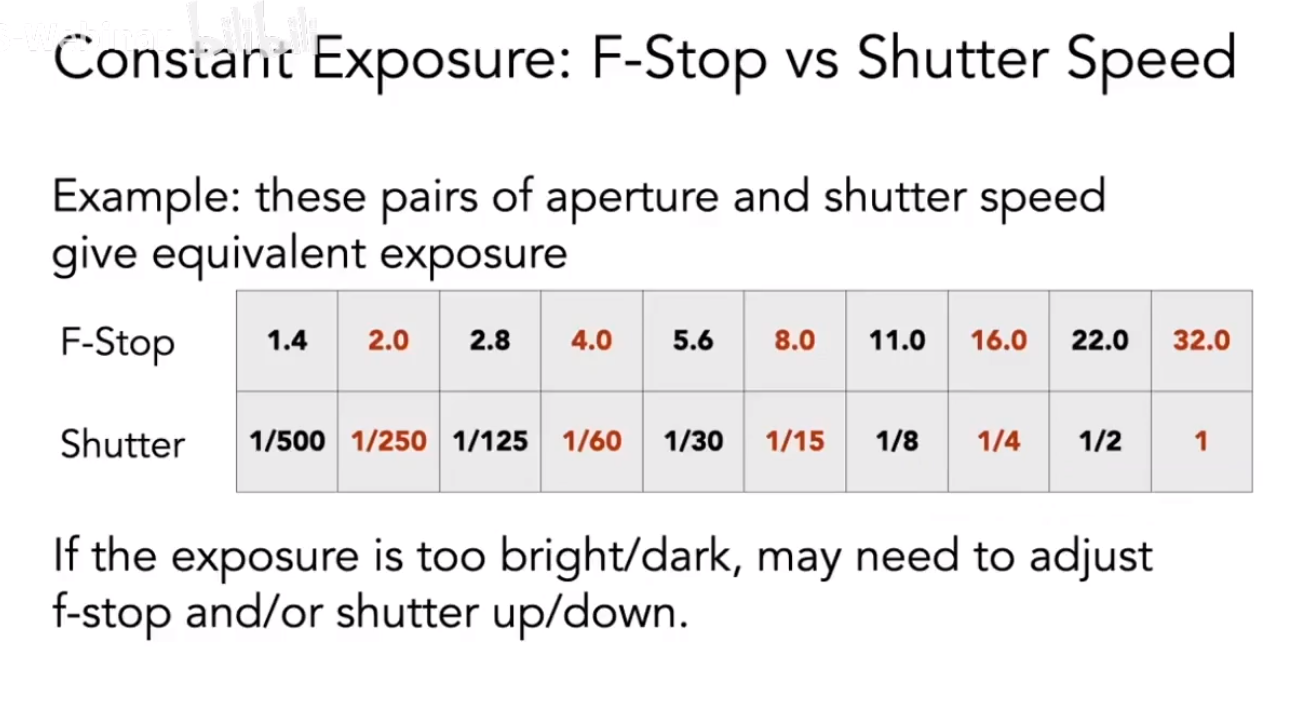 Constant Exposure: F-Stop vs Shutter Speed
Example: these pairs of aperture and shutter speed
give equivalent exposure
F-Stop 1.4 2.0 2.8 4.0 5.6 8.0 11.0 16.0 22.0 32.0
Shutter 1/500 1/250 1/125 1/60 1/30 1/15 1/8 1/4 1/2 1
If the exposure is too bright/dark, may need to adjust
f-stop and/or shutter up/down.